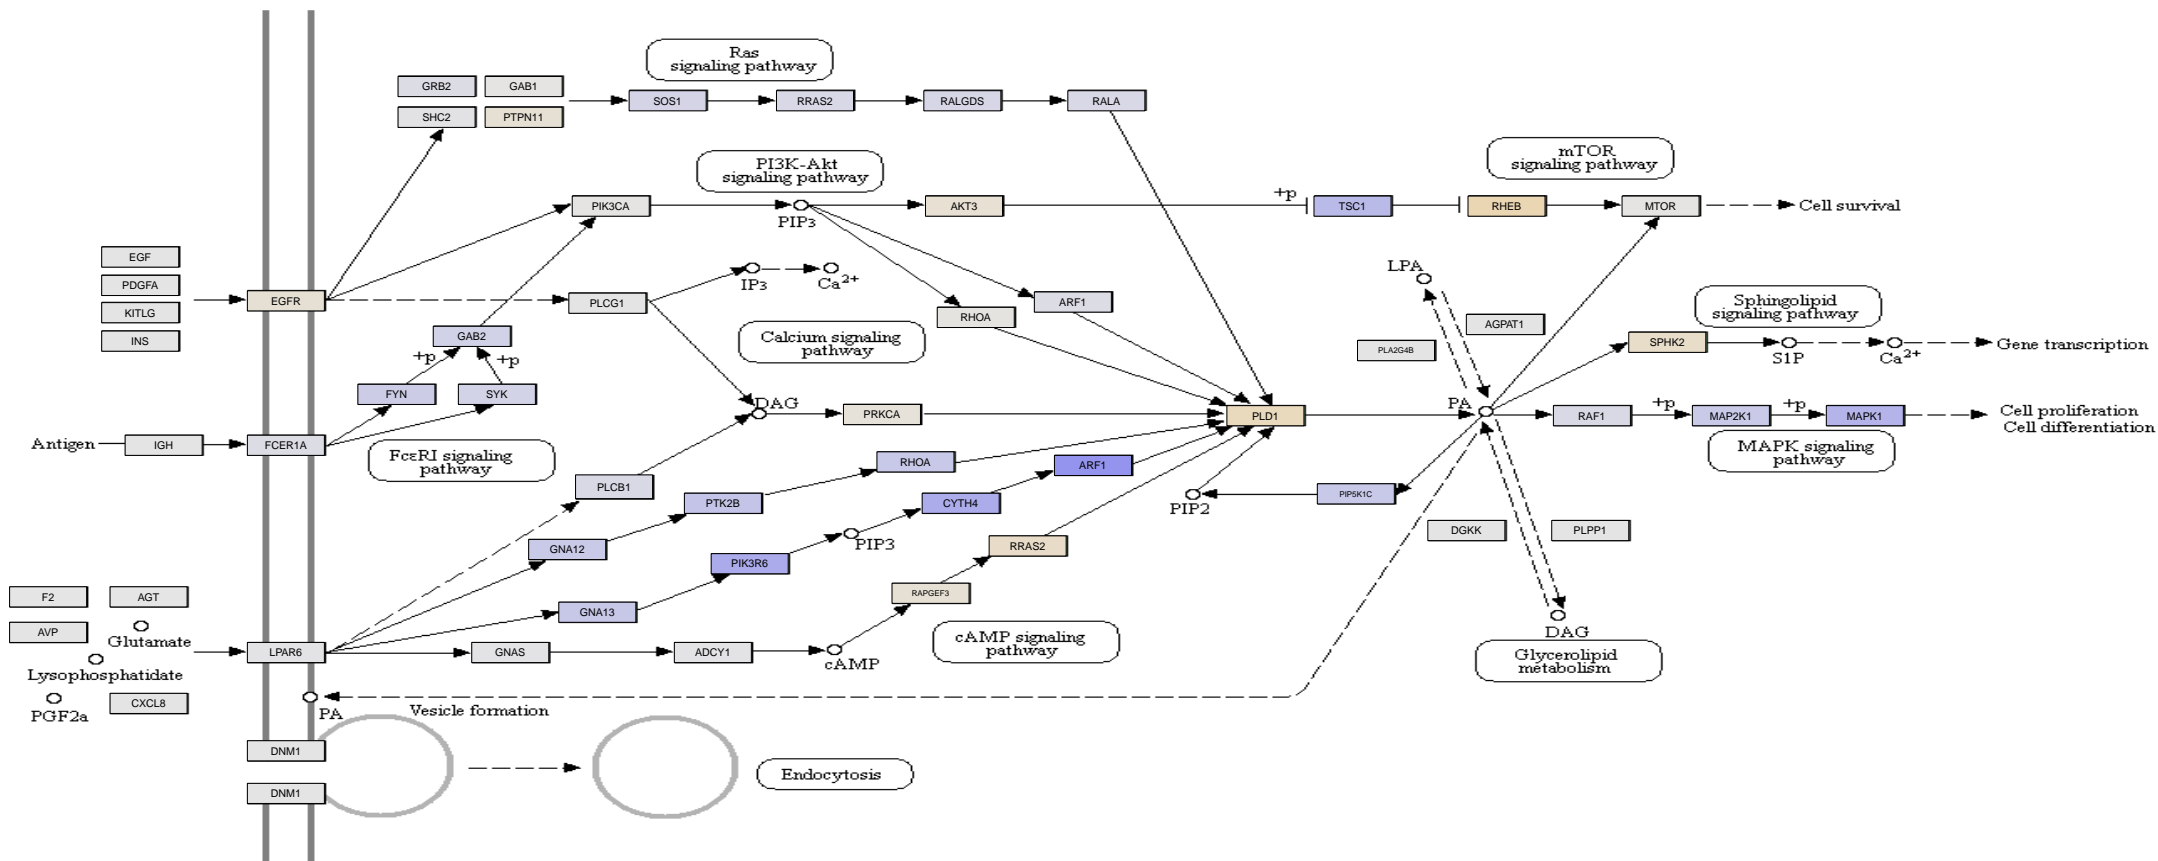 Ras
signaling pathway
GRB2
GAB1
SHC2
PTPN11
SOS1
RRAS2
RALGDS
RALA
PI3K-Akt
signaling pathway
mTOR
signaling pathway
PIK3CA
PIP3
AKT3
+p
TSC1
RHEB
MTOR
Cell survival
EGF
PDGFA
KITLG
INS
EGFR
PLCG1
IP3
Ca2+
RHOA
ARF1
LPA
AGPAT1
PLA2G4B
Sphingolipid
signaling pathway
SPHK2
S1P
Ca2+
Gene transcription
Calcium signaling
pathway
GAB2
+p
+p
FYN
SYK
DAG
PRKCA
PLD1
PA
RAF1
+p
MAP2K1
+p
MAPK1
Cell proliferation
Cell differentiation
MAPK signaling
pathway
Antigen
IGH
FCER1A
FcεRI signaling
pathway
PLCB1
PTK2B
RHOA
CYTH4
ARF1
PIP2
PIP5K1C
GNA12
PIK3R6
PIP3
RRAS2
RAPGEF3
GNA13
DGKK
PLPP1
DAG
Glycerolipid
metabolism
F2
AGT
AVP
Glutamate
Lysophosphatidate
PGF2a
CXCL8
LPAR6
GNAS
ADCY1
cAMP
cAMP signaling
pathway
PA
Vesicle formation
DNM1
DNM1
Endocytosis